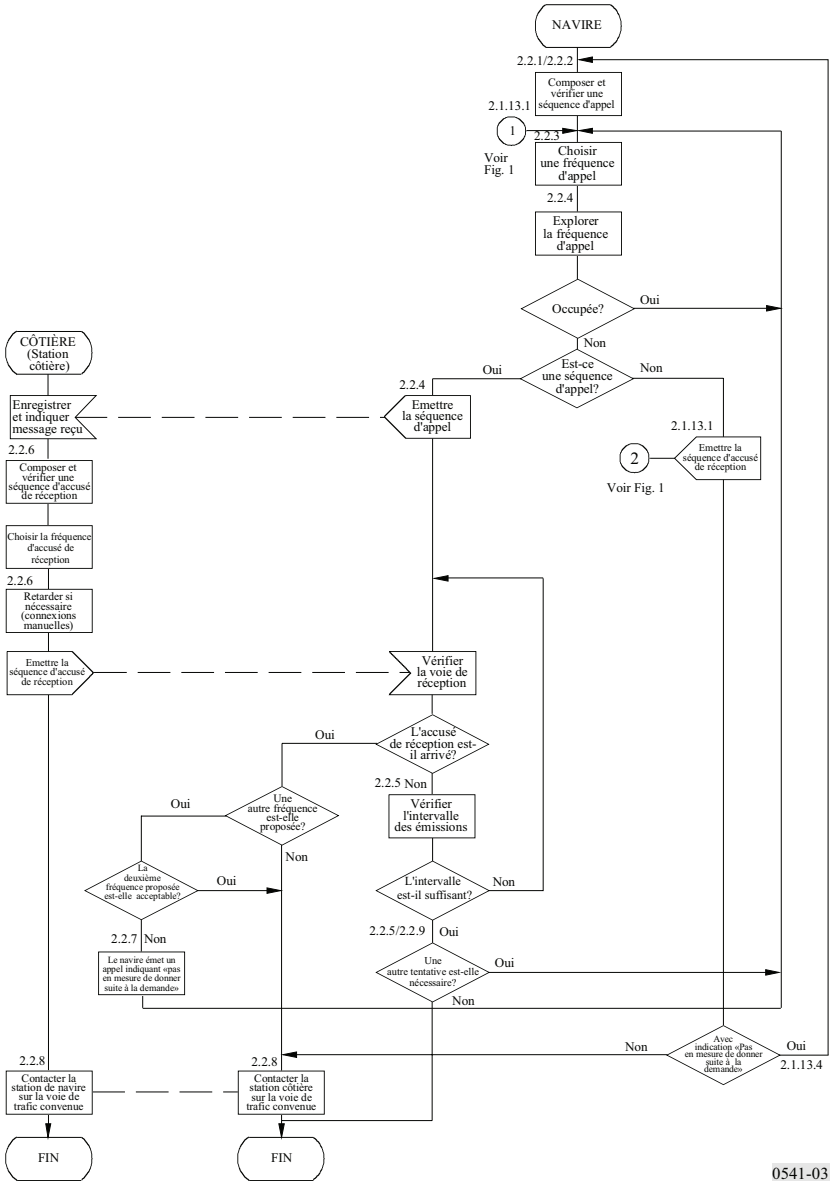 NAVIRE
2.2.1/2.2.2
Composer et
vérifier une
séquence d'appel
2.1.13.1
1
2.2.3
Voir
Fig. 1
Choisir
une fréquence
d'appel
2.2.4
Explorer
la fréquence
d'appel
Occupée?
Oui
Non
Est-ce
une séquence
d'appel?
Oui
Non
CÔTIÈRE
(Station
côtière)
2.2.4
Enregistrer
et indiquer
message reçu
Emettre
la séquence
d'appel
2.1.13.1
Emettre la
séquence d'accusé
de réception
2
Voir Fig. 1
2.2.6
Composer et
vérifier une
séquence d'accusé
de réception
Choisir la fréquence
d'accusé de
réception
2.2.6
Retarder si
nécessaire
(connexions
manuelles)
Emettre la
séquence d'accusé
de réception
Vérifier
la voie de
réception
L'accusé
de réception est-
il arrivé?
Oui
2.2.5 Non
Vérifier
l'intervalle
des émissions
Une
autre fréquence
est-elle
proposée?
Oui
Non
La
deuxième
fréquence proposée
est-elle acceptable?
Oui
L'intervalle
est-il suffisant?
Non
2.2.7 Non
2.2.5/2.2.9 Oui
Le navire émet un
appel indiquant «pas
en mesure de donner
suite à la demande»
Une
autre tentative est-elle
nécessaire?
Oui
Non
Avec
indication «Pas
en mesure de donner
suite à la
demande»
Non
Oui
2.1.13.4
2.2.8
Contacter la
station de navire
sur la voie de
trafic convenue
2.2.8
Contacter la
station côtière
sur la voie de
trafic convenue
FIN
FIN
0541-03